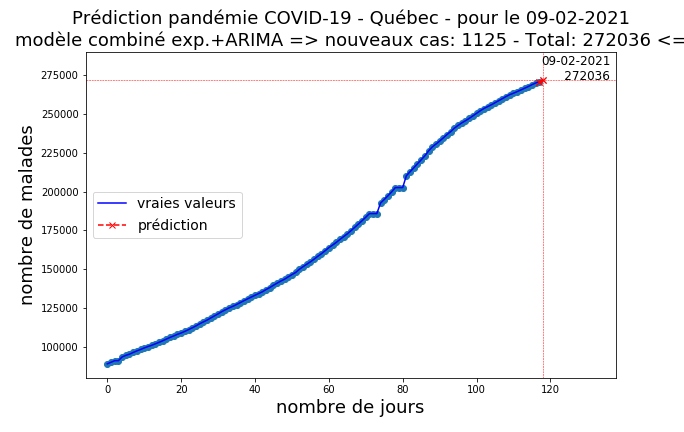 Prédiction pandémie COVID-19 - Québec - pour le 09-02-2021
modèle combiné exp.+ARIMA => nouveaux cas: 1125 - Total: 272036 <=
09-02-2021
272036
275000
250000
225000
200000
175000
150000
125000
100000
nombre de malades
vraies valeurs
prédiction
0 20 40 60 80 100 120
nombre de jours